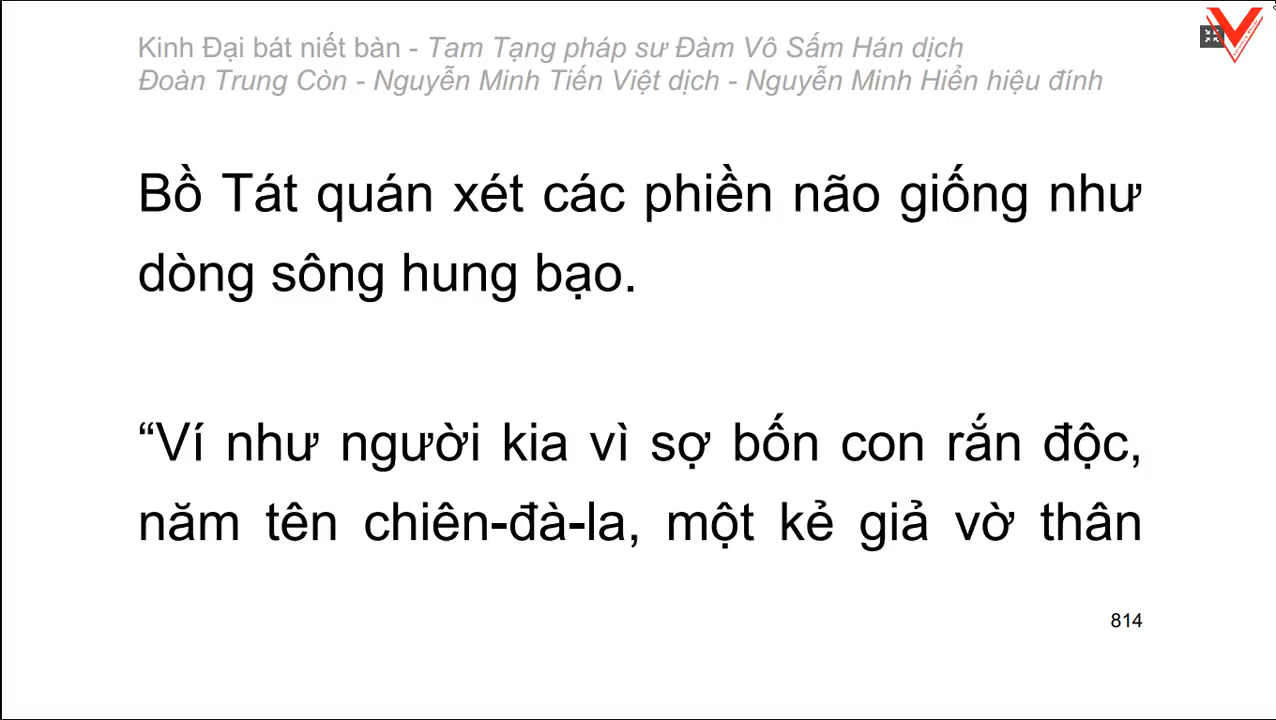 Kinh Đại bát niết bàn - Tam Tạng pháp sư Đàm Vô Sấm Hán dịch
Đoàn Trung Còn - Nguyễn Minh Tiến Việt dịch - Nguyễn Minh Hiển hiệu đính
Bồ Tát quán xét các phiền não giống như
dòng sông hung bạo.
“Ví như người kia vì sợ bốn con rắn độc,
năm tên chiên-đà-la, một kẻ giả vờ thân
814